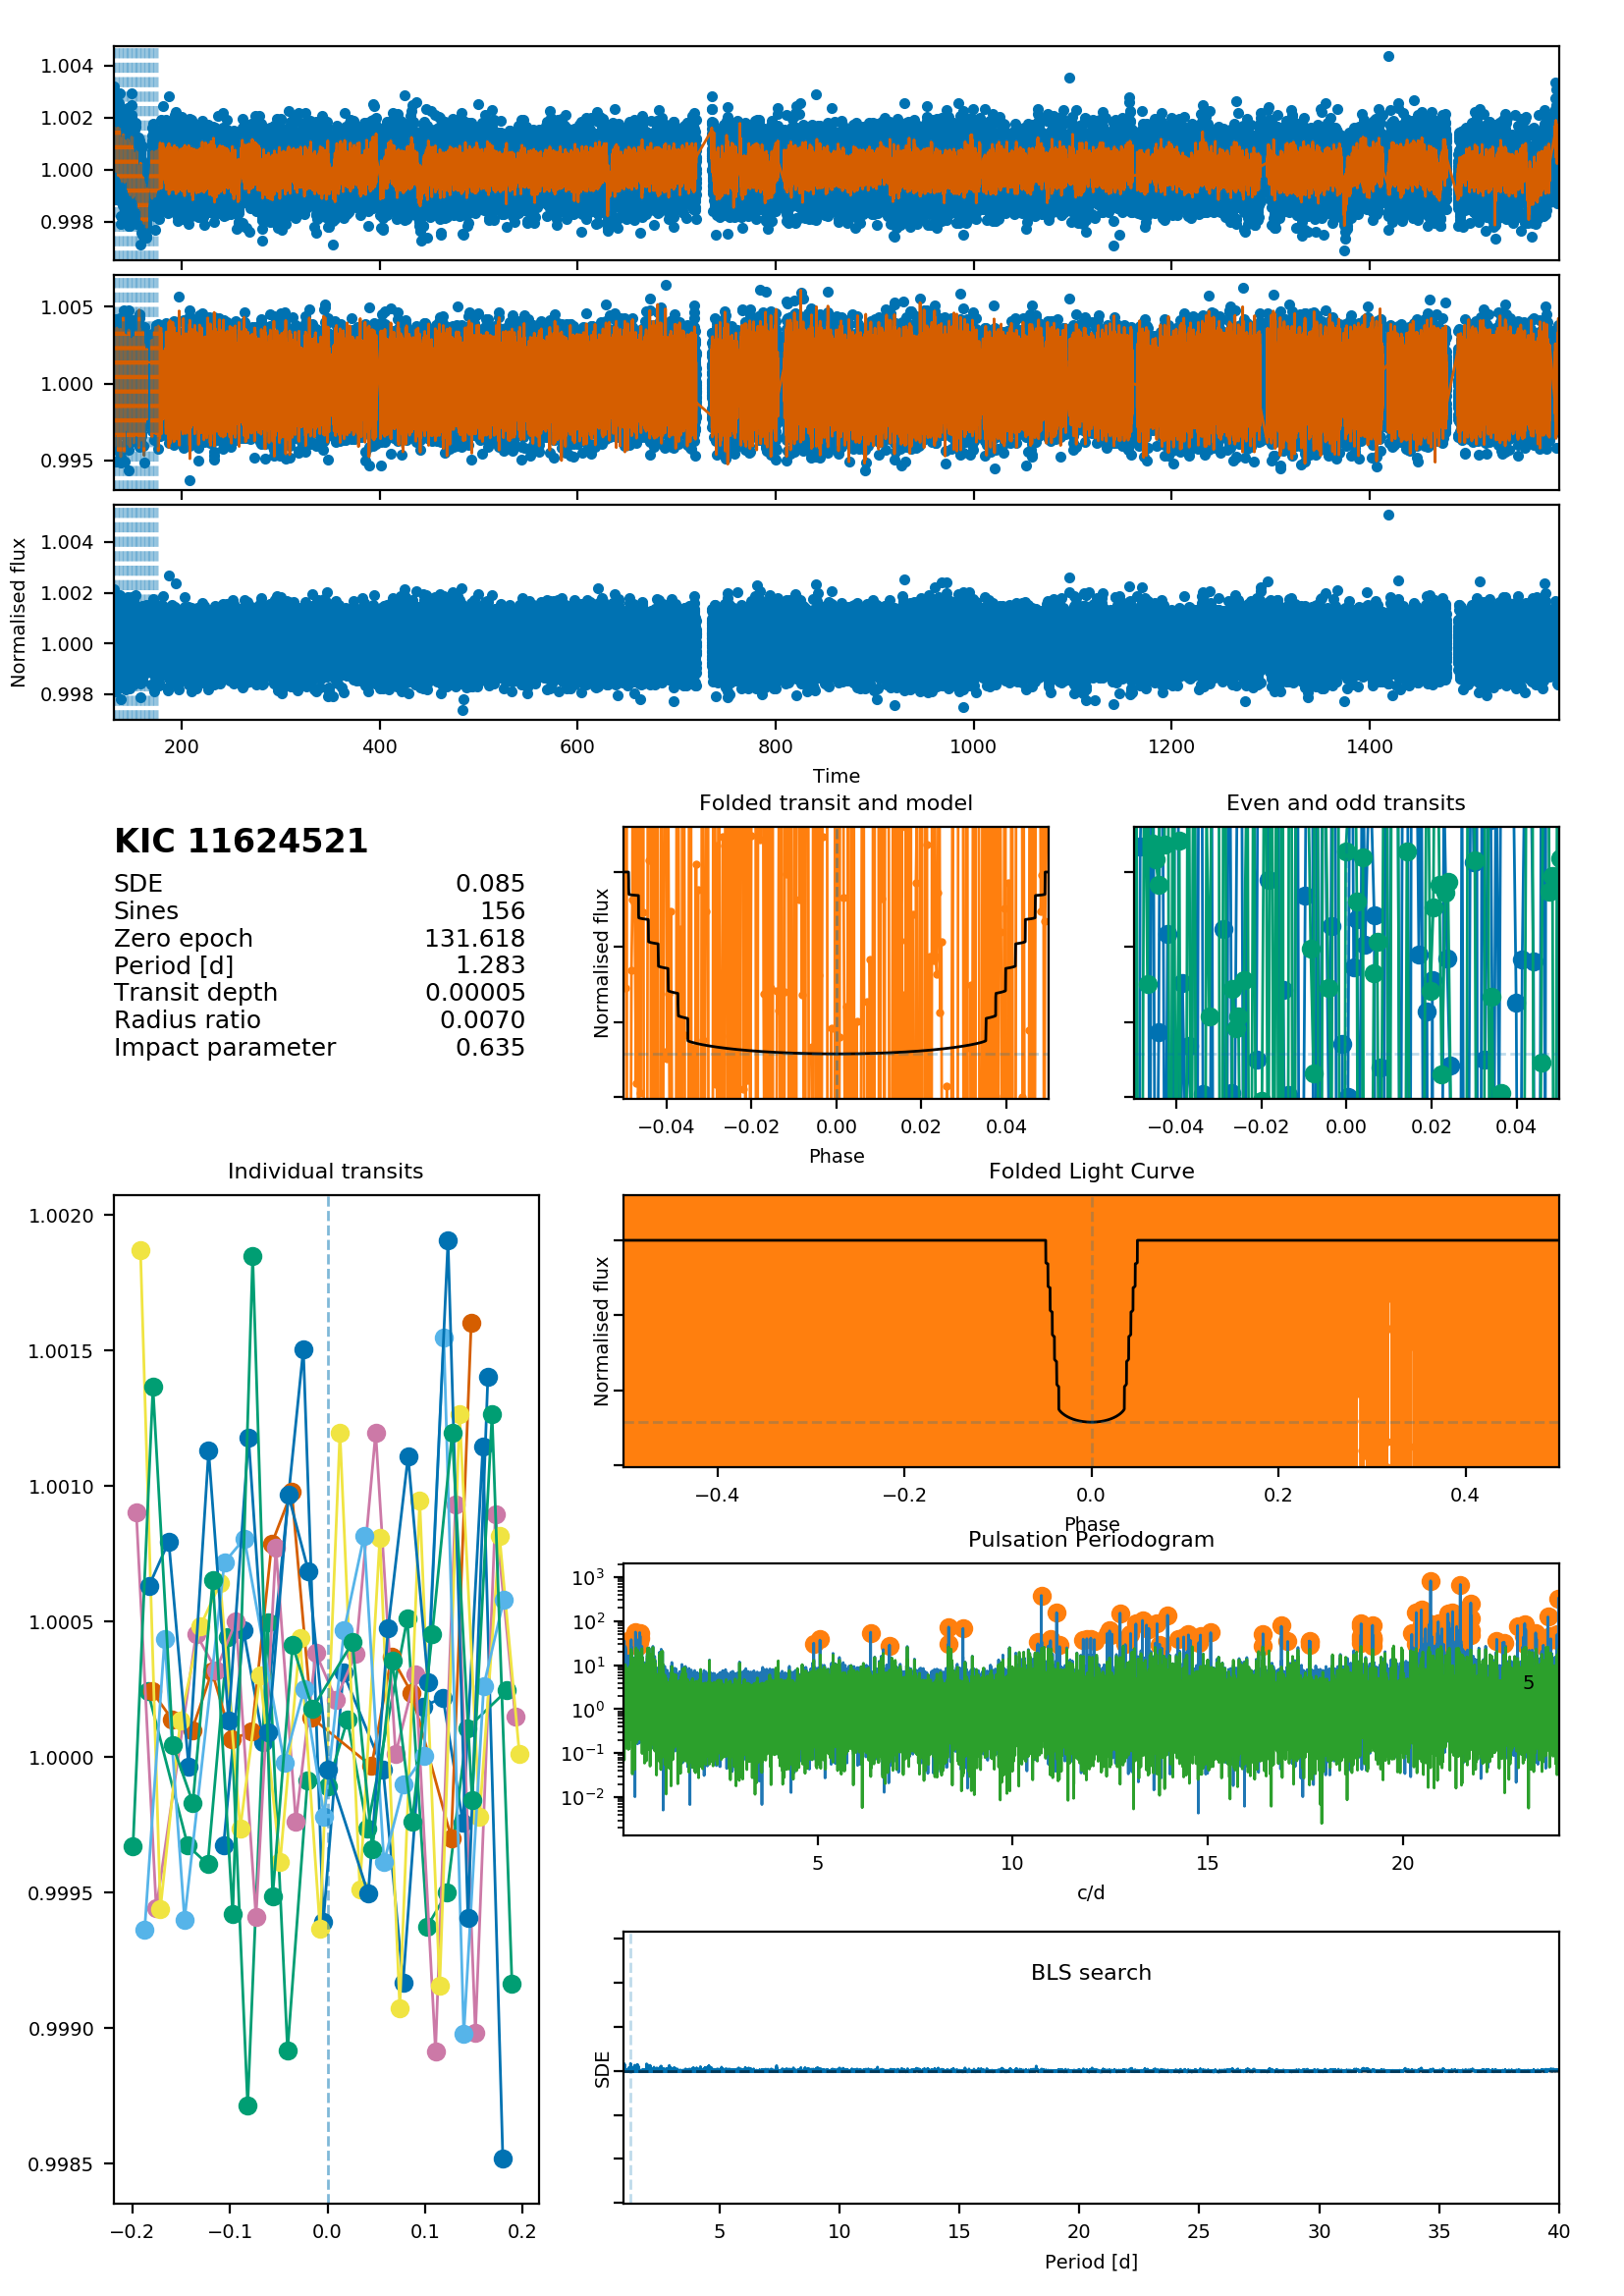 1.004
1.002
1.000
0.998
1.005
1.000
0.995
1.004
1.002
1.000
0.998
Normalised flux
200 400 600 800 1000 1200 1400
Time
KIC 11624521
SDE 0.085
Sines 156
Zero epoch 131.618
Period [d] 1.283
Transit depth 0.00005
Radius ratio 0.0070
Impact parameter 0.635
Folded transit and model
Normalised flux
−0.04 −0.02 0.00 0.02 0.04
Phase
Even and odd transits
−0.04 −0.02 0.00 0.02 0.04
Individual transits
1.0020
1.0015
1.0010
1.0005
1.0000
0.9995
0.9990
0.9985
−0.2 −0.1 0.0 0.1 0.2
Folded Light Curve
Normalised flux
−0.4 −0.2 0.0 0.2 0.4
Phase
Pulsation Periodogram
10³
10²
10¹
10⁰
10⁻¹
10⁻²
5
5 10 15 20
c/d
BLS search
SDE
5 10 15 20 25 30 35 40
Period [d]